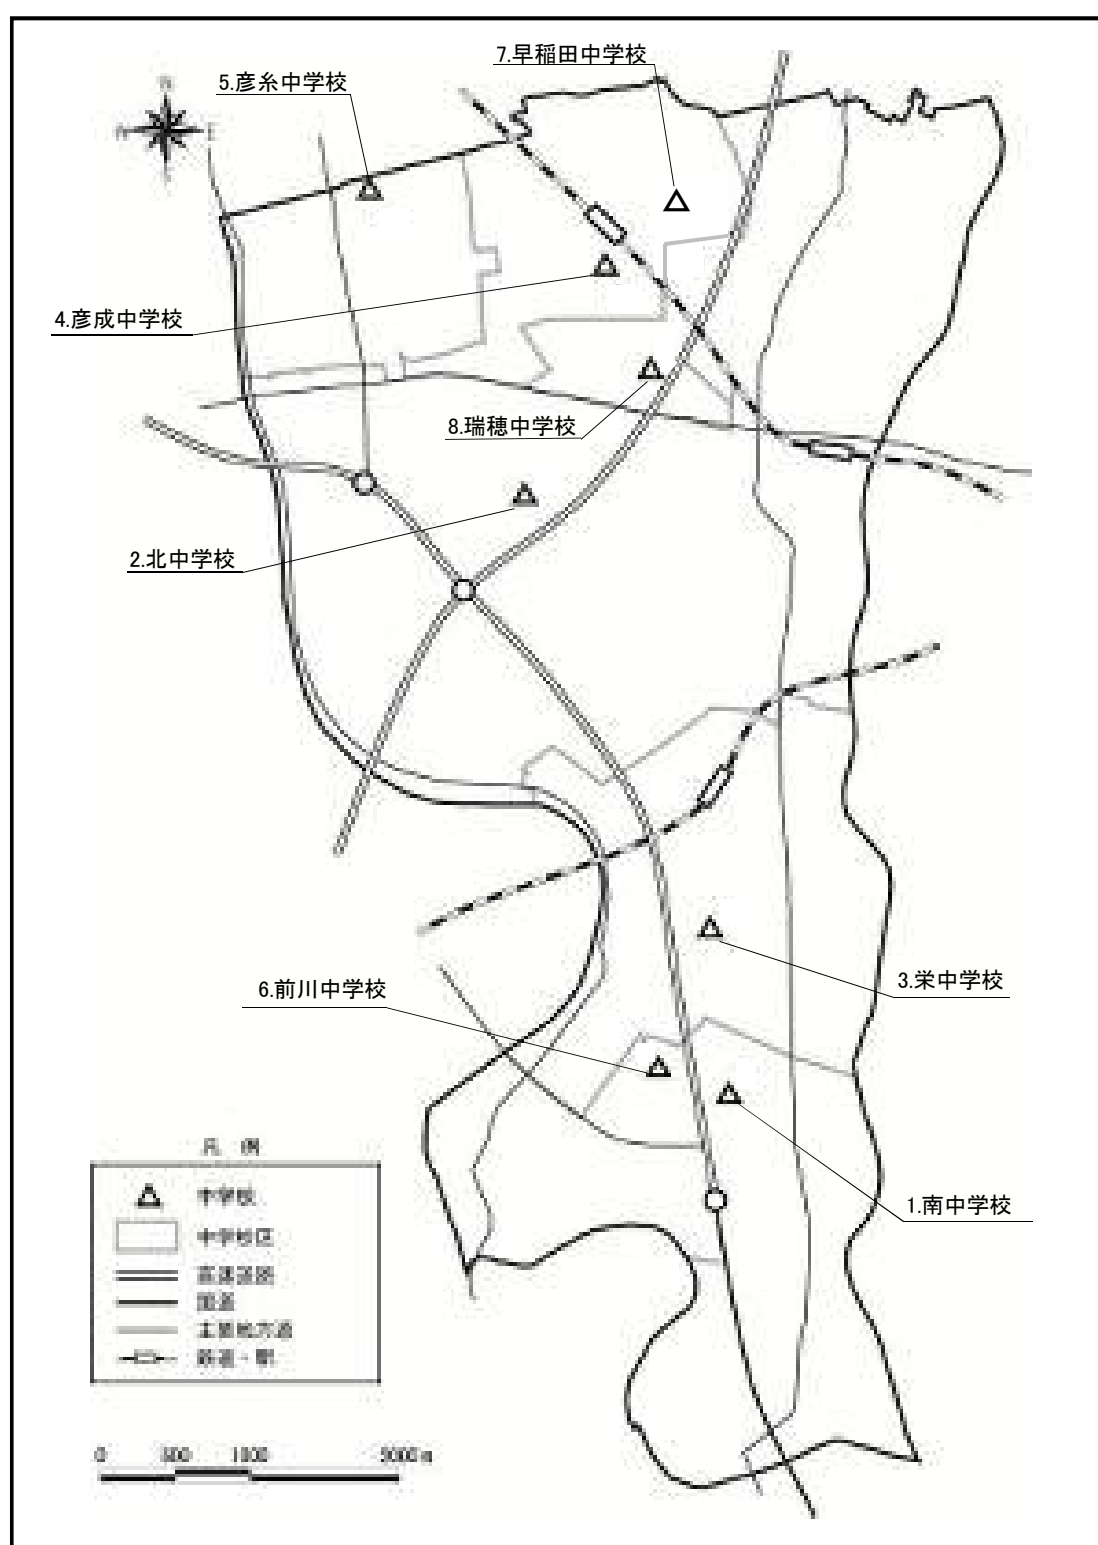 7.早稲田中学校
5.彦糸中学校
N
E
4.彦成中学校
8.瑞穂中学校
2.北中学校
3.栄中学校
6.前川中学校
1.南中学校
凡 例
中学校
中学校区
高速道路
国道
主要地方道
鉄道・駅
0 500 1000 2000 m